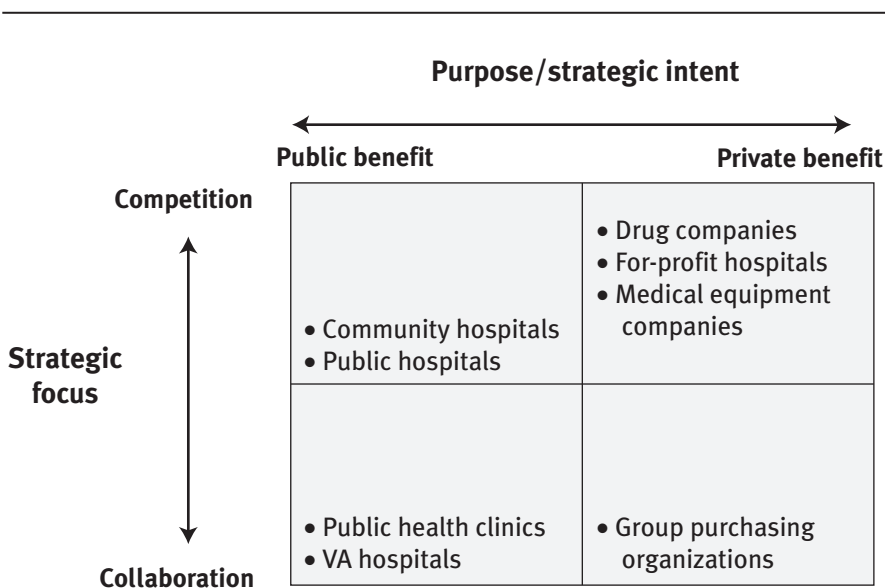 Purpose/strategic intent
Public benefit
Private benefit
Competition
• Drug companies
• For-profit hospitals
• Medical equipment
companies
• Community hospitals
• Public hospitals
Strategic
focus
• Public health clinics
• VA hospitals
• Group purchasing
organizations
Collaboration